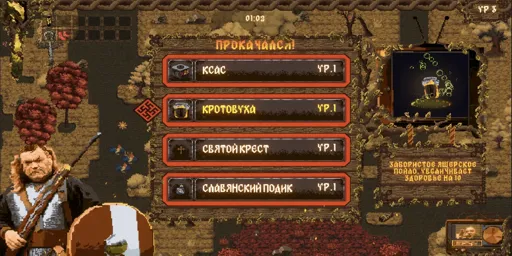 01:02
УР 3
ПРОКАЧАЛСЯ!
КСАС
УР.1
КРОТОВУХА
УР.1
СВЯТОЙ КРЕСТ
УР.1
СЛАВЯНСКИЙ ПОДИК
УР.1
ЗАБОРИСТОЕ ЯЩЕРСКОЕ
ПОЙЛО, УВЕЛИЧИВАЕТ
ЗДОРОВЬЕ НА 10